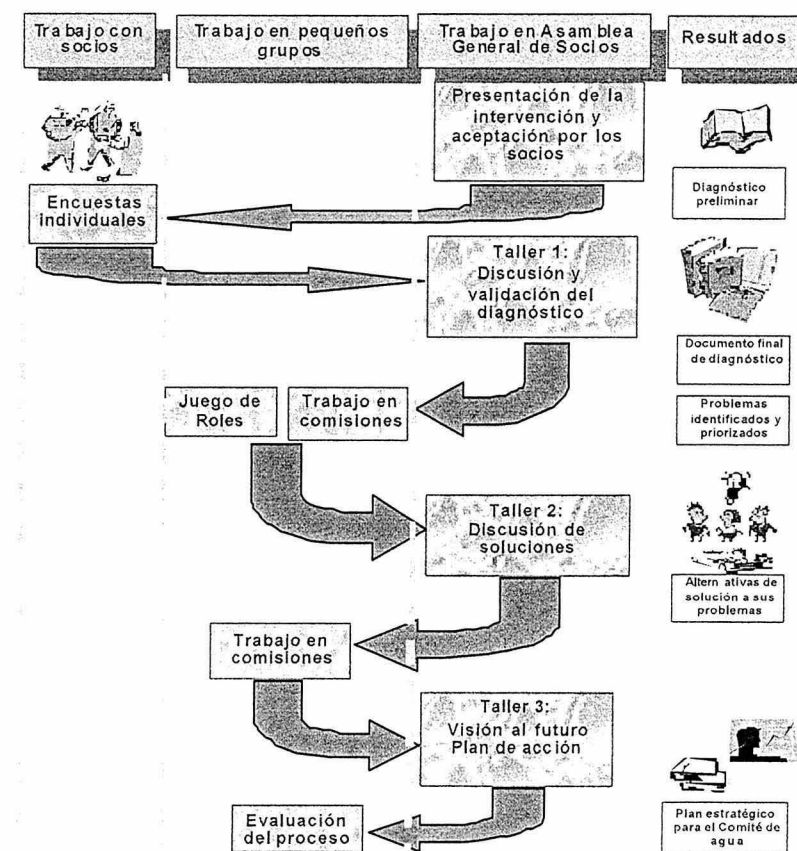 Trabajo con
socios
Trabajo en pequeños
grupos
Trabajo en Asamblea
General de Socios
Resultados
Presentación de la
intervención y
aceptación por los
socios
Diagnóstico
preliminar
Encuestas
individuales
Taller 1:
Discusión y
validación del
diagnóstico
Documento final
de diagnóstico
Juego de
Roles
Trabajo en
comisiones
Problemas
identificados y
priorizados
Taller 2:
Discusión de
soluciones
Altern ativas de
solución a sus
problemas
Trabajo en
comisiones
Taller 3:
Visión al futuro
Plan de acción
Evaluación
del proceso
Plan estratégico
para el Comité de
agua